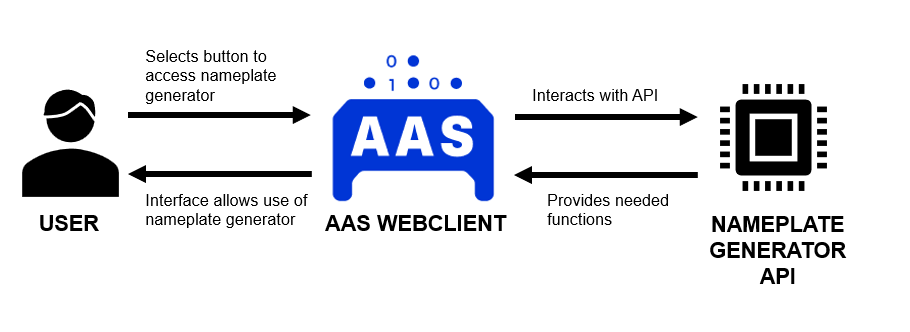 Selects button to
access nameplate
generator
0
1 0
AAS
Interacts with API
Interface allows use of
nameplate generator
Provides needed
functions
USER
AAS WEBCLIENT
NAMEPLATE
GENERATOR
API